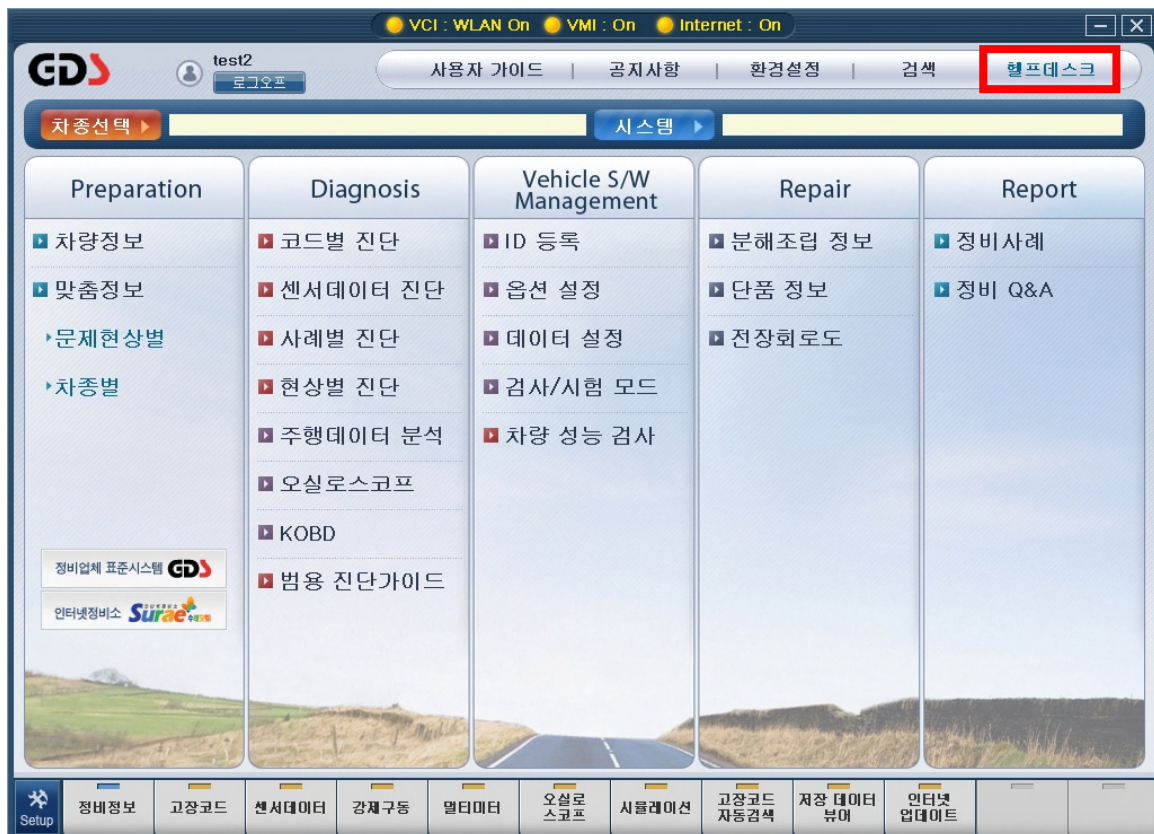 VCI : WLAN On VMI : On Internet : On
GDS
test2
로그오프
사용자 가이드 | 공지사항 | 환경설정 | 검색 헬프데스크
차종선택 시스템
Preparation
차량정보
맞춤정보
문제현상별
차종별
정비업체 표준시스템 GDS
인터넷정비소 Surae
Diagnosis
코드별 진단
센서데이터 진단
사례별 진단
현상별 진단
주행데이터 분석
오실로스코프
KOBD
범용 진단가이드
Vehicle S/W
Management
ID 등록
옵션 설정
데이터 설정
검사/시험 모드
차량 성능 검사
Repair
분해조립 정보
단품 정보
전장회로도
Report
정비사례
정비 Q&A
Setup
정비정보
고장코드
센서데이터
강제구동
멀티미터
오실로
스코프
시뮬레이션
고장코드
자동검색
저장 데이터
뷰어
인터넷
업데이트